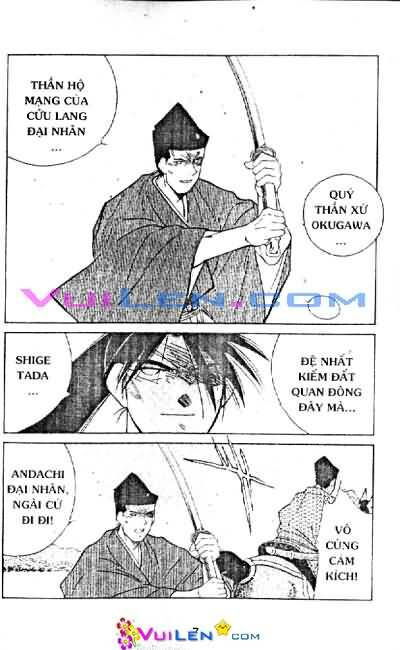 THẦN HỘ
MẠNG CỦA
CỬU LANG
ĐẠI NHÂN
...
QUỶ
THẦN XỨ
OKUGAWA
...
VUILEN.COM
SHIGE
TADA
...
ĐỆ NHẤT
KIẾM ĐẤT
QUAN ĐÔNG
ĐÂY MÀ...
ANDACHI
ĐẠI NHÂN,
NGÀI CỨ
ĐI ĐI!
VÔ
CÙNG
CẢM
KÍCH!
7
VUILEN.COM